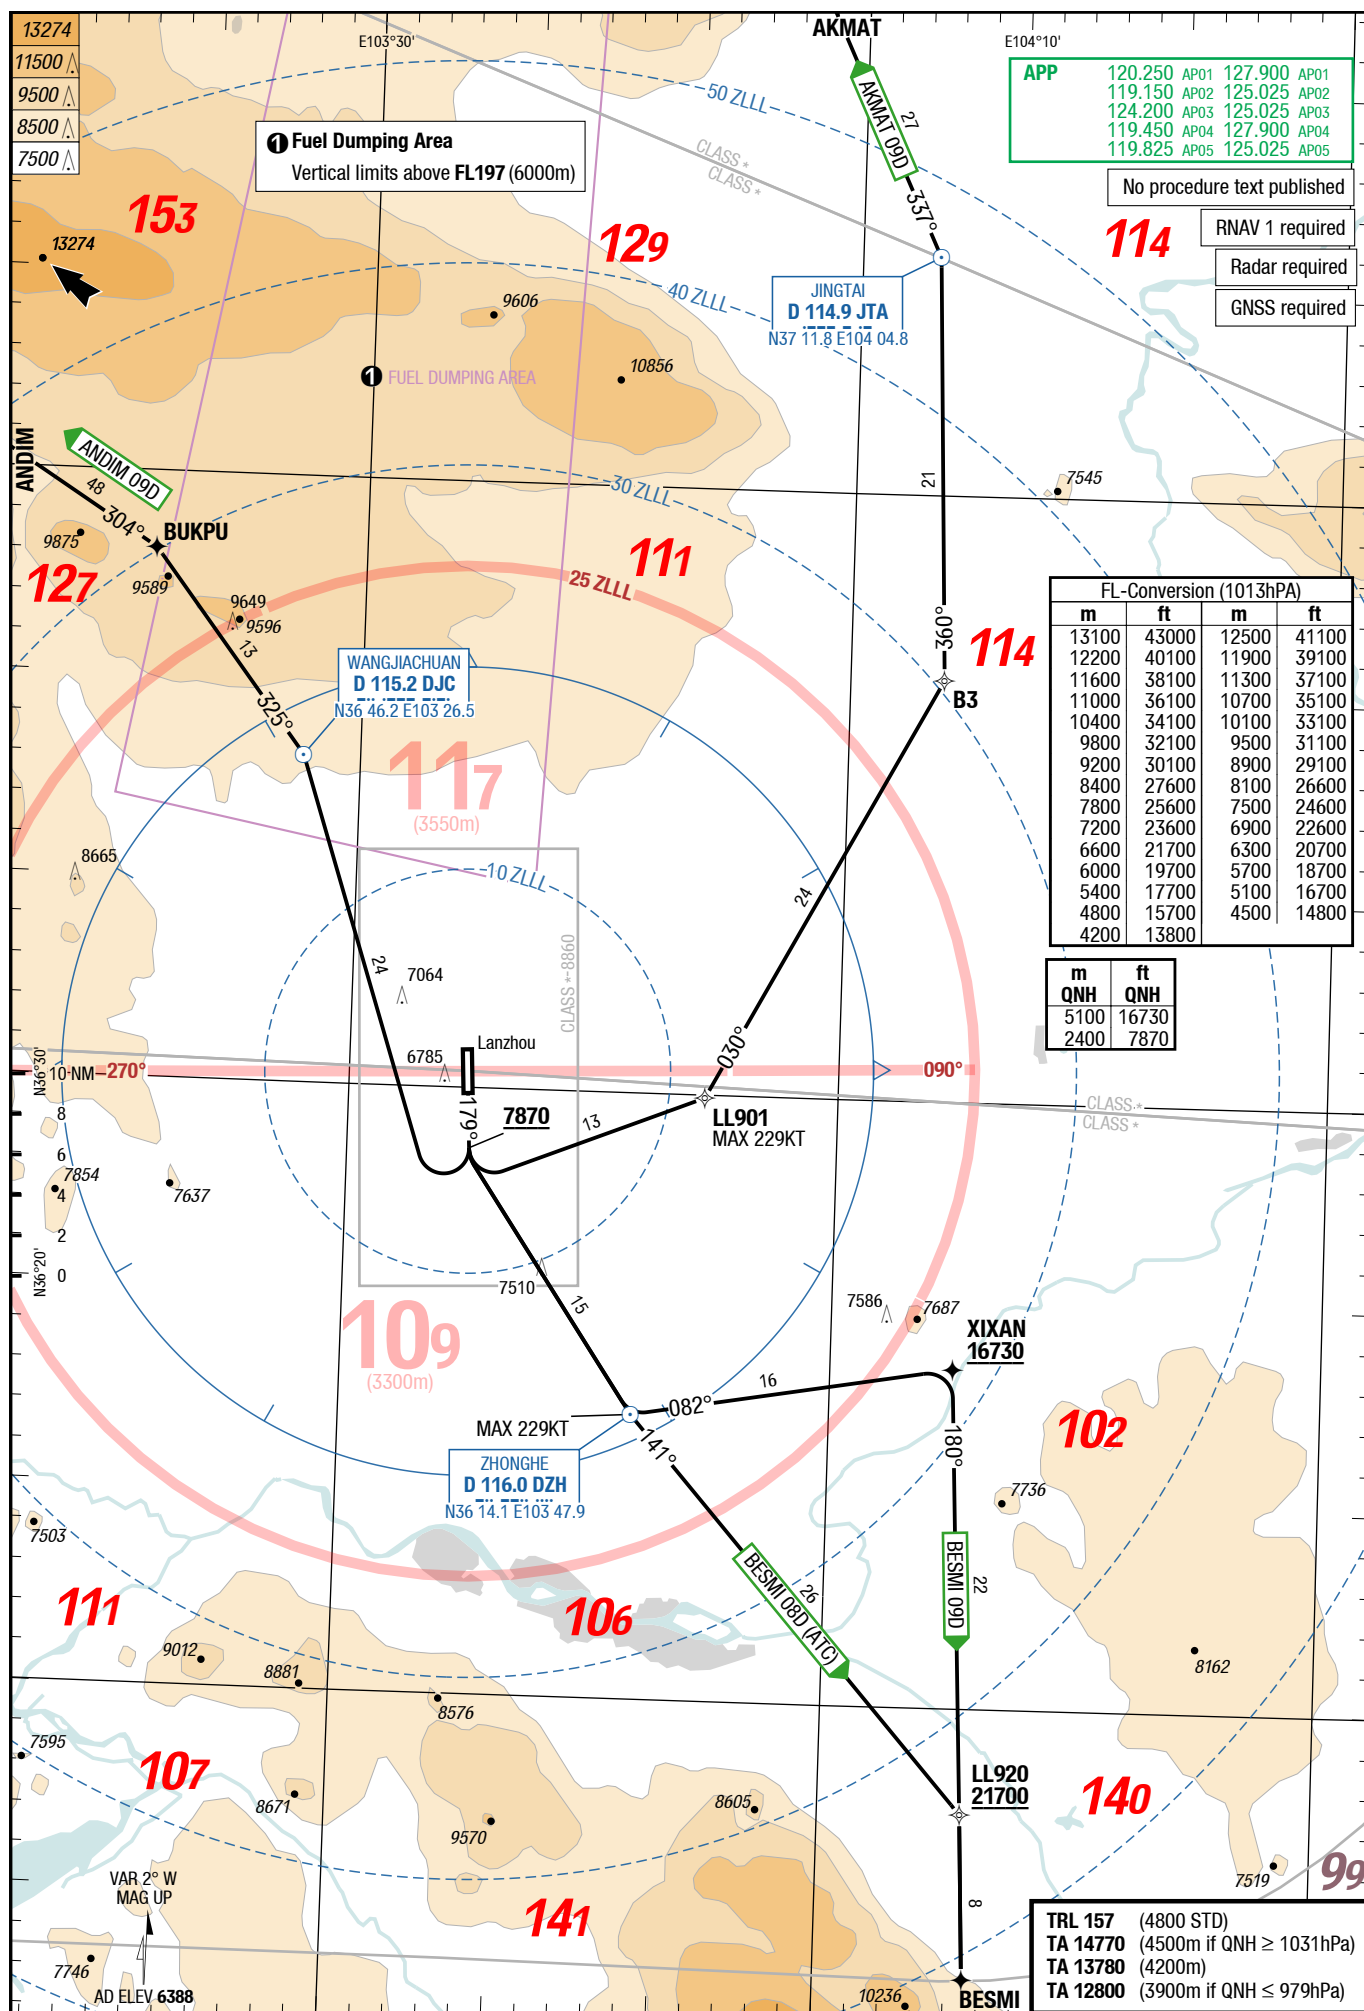 13274
11500
9500
8500
7500
E103°30'
AKMAT
E104°10'
APP 120.250 AP01 127.900 AP01
119.150 AP02 125.025 AP02
124.200 AP03 125.025 AP03
119.450 AP04 127.900 AP04
119.825 AP05 125.025 AP05
1 Fuel Dumping Area
Vertical limits above FL197 (6000m)
50 ZLLL
AKMAT 09D
27
337°
CLASS *
CLASS *
No procedure text published
RNAV 1 required
Radar required
GNSS required
153
129
114
13274
40 ZLLL
JINGTAI
D 114.9 JTA
N37 11.8 E104 04.8
9606
10856
1 FUEL DUMPING AREA
ANDIM
ANDIM 09D
48
304°
BUKPU
30 ZLLL
21
7545
9875
127
9589
111
25 ZLLL
9649
9596
13
325°
360°
114
B3
WANGJIACHUAN
D 115.2 DJC
N36 46.2 E103 26.5
FL-Conversion (1013hPA)
m ft m ft
13100 43000 12500 41100
12200 40100 11900 39100
11600 38100 11300 37100
11000 36100 10700 35100
10400 34100 10100 33100
9800 32100 9500 31100
9200 30100 8900 29100
8400 27600 8100 26600
7800 25600 7500 24600
7200 23600 6900 22600
6600 21700 6300 20700
6000 19700 5700 18700
5400 17700 5100 16700
4800 15700 4500 14800
4200 13800
117
(3550m)
8665
10 ZLLL
24
24
CLASS *-8860
7064
m ft
QNH QNH
5100 16730
2400 7870
6785
Lanzhou
030°
N36°30'
10 NM
270°
090°
8
6
4
2
0
N36°20'
179°
7870
13
LL901
MAX 229KT
CLASS *
CLASS *
7854
7637
7510
15
109
(3300m)
7586
7687
XIXAN
16730
16
082°
MAX 229KT
141°
180°
102
ZHONGHE
D 116.0 DZH
N36 14.1 E103 47.9
7736
7503
BESMI 08D (ATC)
26
BESMI 09D
22
111
106
9012
8881
8576
8162
7595
107
8671
9570
8605
LL920
21700
140
7519
99
VAR 2° W
MAG UP
141
8
7746
AD ELEV 6388
10236
BESMI
TRL 157 (4800 STD)
TA 14770 (4500m if QNH ≥ 1031hPa)
TA 13780 (4200m)
TA 12800 (3900m if QNH ≤ 979hPa)